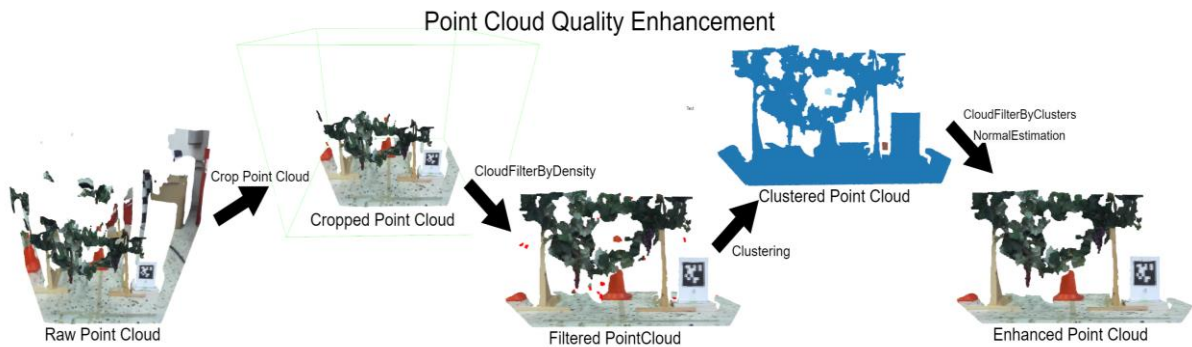 Point Cloud Quality Enhancement
Raw Point Cloud
Crop Point Cloud
Cropped Point Cloud
CloudFilterByDensity
Filtered PointCloud
Clustering
Text
Clustered Point Cloud
CloudFilterByClusters
NormalEstimation
Enhanced Point Cloud